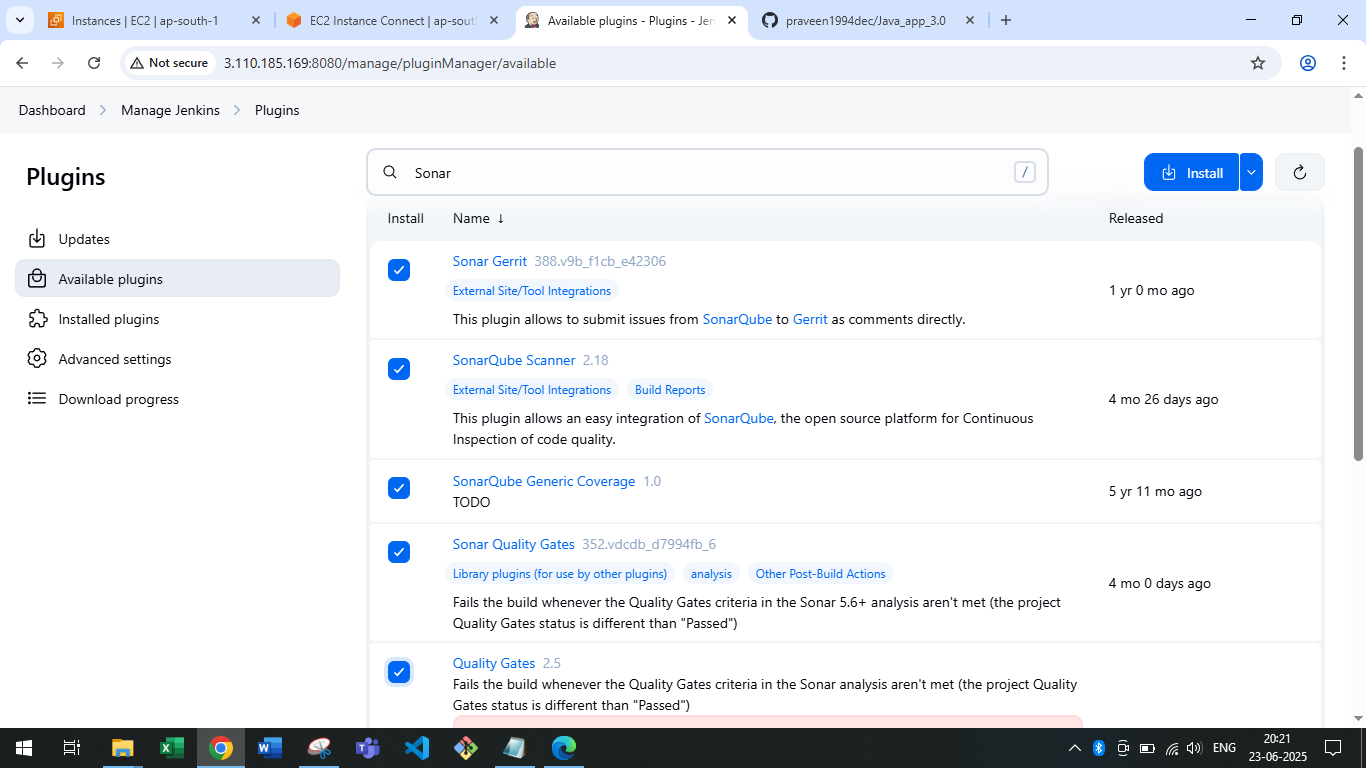 Instances | EC2 | ap-south-1
EC2 Instance Connect | ap-sout
Available plugins - Plugins - Jen
praveen1994dec/Java_app_3.0
Not secure
3.110.185.169:8080/manage/pluginManager/available
Dashboard
Manage Jenkins
Plugins
Plugins
Sonar
/
Install
Updates
Available plugins
Installed plugins
Advanced settings
Download progress
Install
Name ↓
Released
Sonar Gerrit 388.v9b_f1cb_e42306
External Site/Tool Integrations
This plugin allows to submit issues from SonarQube to Gerrit as comments directly.
1 yr 0 mo ago
SonarQube Scanner 2.18
External Site/Tool Integrations
Build Reports
This plugin allows an easy integration of SonarQube, the open source platform for Continuous
Inspection of code quality.
4 mo 26 days ago
SonarQube Generic Coverage 1.0
TODO
5 yr 11 mo ago
Sonar Quality Gates 352.vdcdb_d7994fb_6
Library plugins (for use by other plugins)
analysis
Other Post-Build Actions
Fails the build whenever the Quality Gates criteria in the Sonar 5.6+ analysis aren't met (the project
Quality Gates status is different than "Passed")
4 mo 0 days ago
Quality Gates 2.5
Fails the build whenever the Quality Gates criteria in the Sonar analysis aren't met (the project Quality
Gates status is different than "Passed")
ENG
20:21
23-06-2025